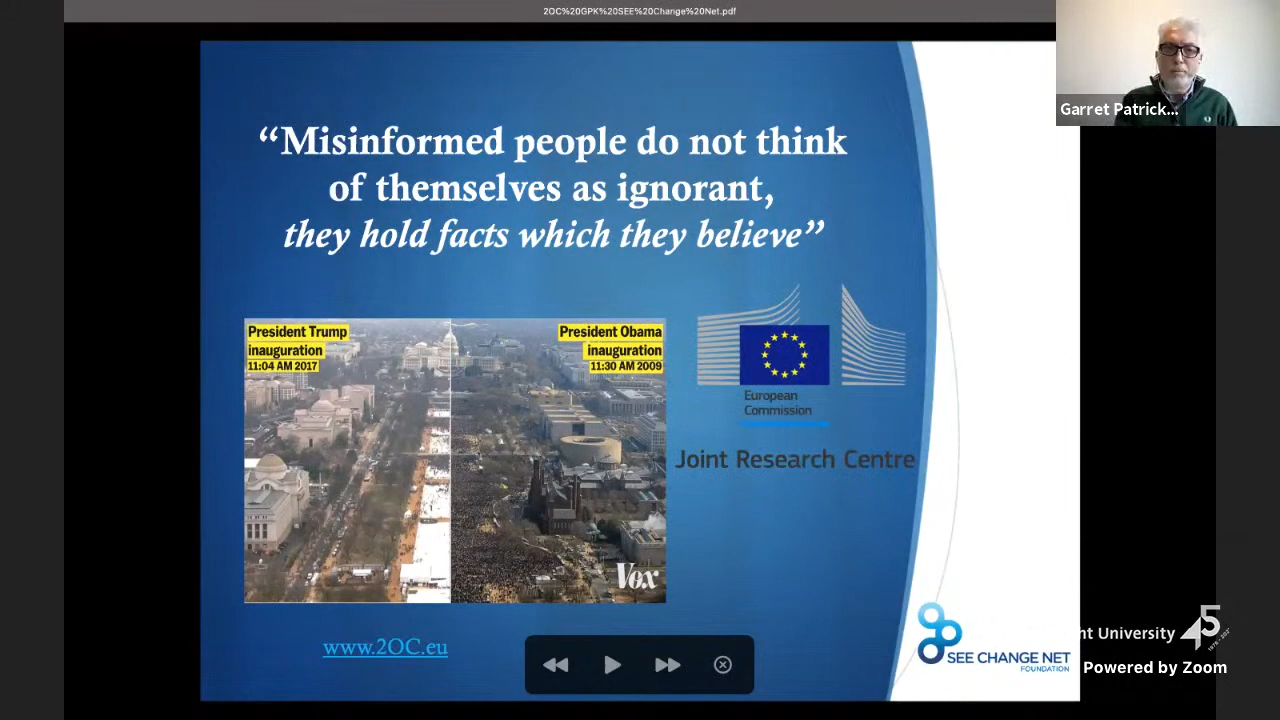 2OC%20GPK%20SEE%20Change%20Net.pdf
Garret Patrick...
“Misinformed people do not think
of themselves as ignorant,
they hold facts which they believe”
President Trump
inauguration
11:04 AM 2017
President Obama
inauguration
11:30 AM 2009
Vox
European
Commission
Joint Research Centre
www.2OC.eu
SEE CHANGE NET
FOUNDATION
University
45
Powered by Zoom